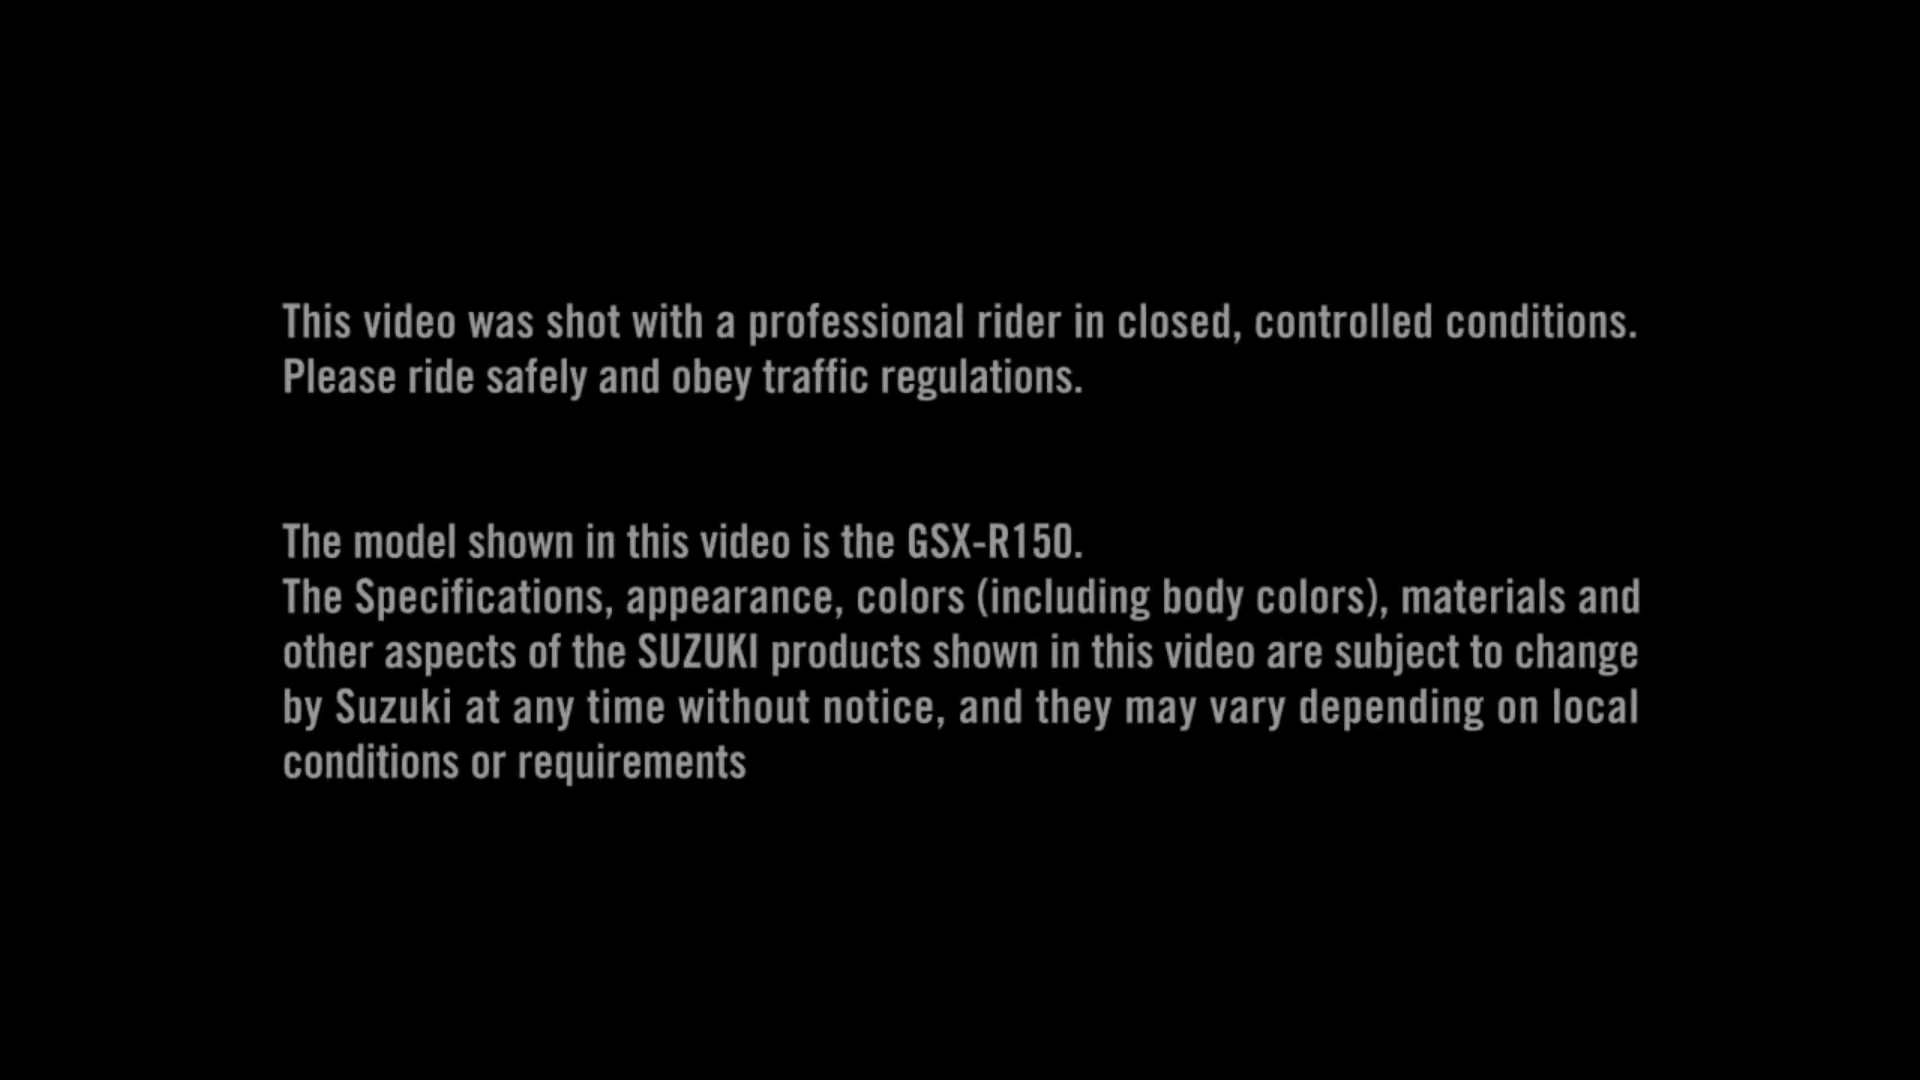 This video was shot with a professional rider in closed, controlled conditions.
Please ride safely and obey traffic regulations.
The model shown in this video is the GSX-R150.
The Specifications, appearance, colors (including body colors), materials and
other aspects of the SUZUKI products shown in this video are subject to change
by Suzuki at any time without notice, and they may vary depending on local
conditions or requirements